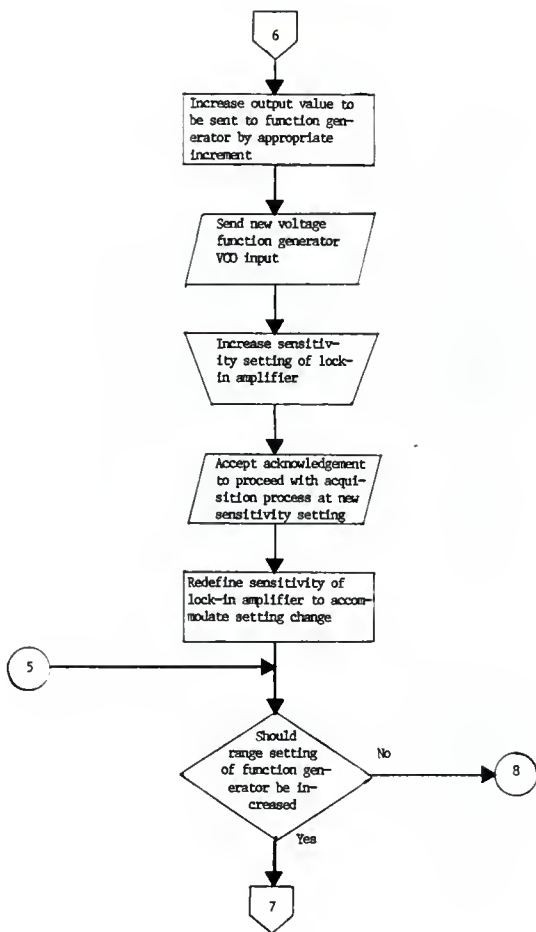 6
Increase output value to
be sent to function gen-
erator by appropriate
increment
Send new voltage
function generator
VCO input
Increase sensitiv-
ity setting of lock-
in amplifier
Accept acknowledgement
to proceed with acqui-
sition process at new
sensitivity setting
Redefine sensitivity of
lock-in amplifier to accom-
modate setting change
5
Should
range setting
of function gen-
erator be in-
creased
No
8
Yes
7